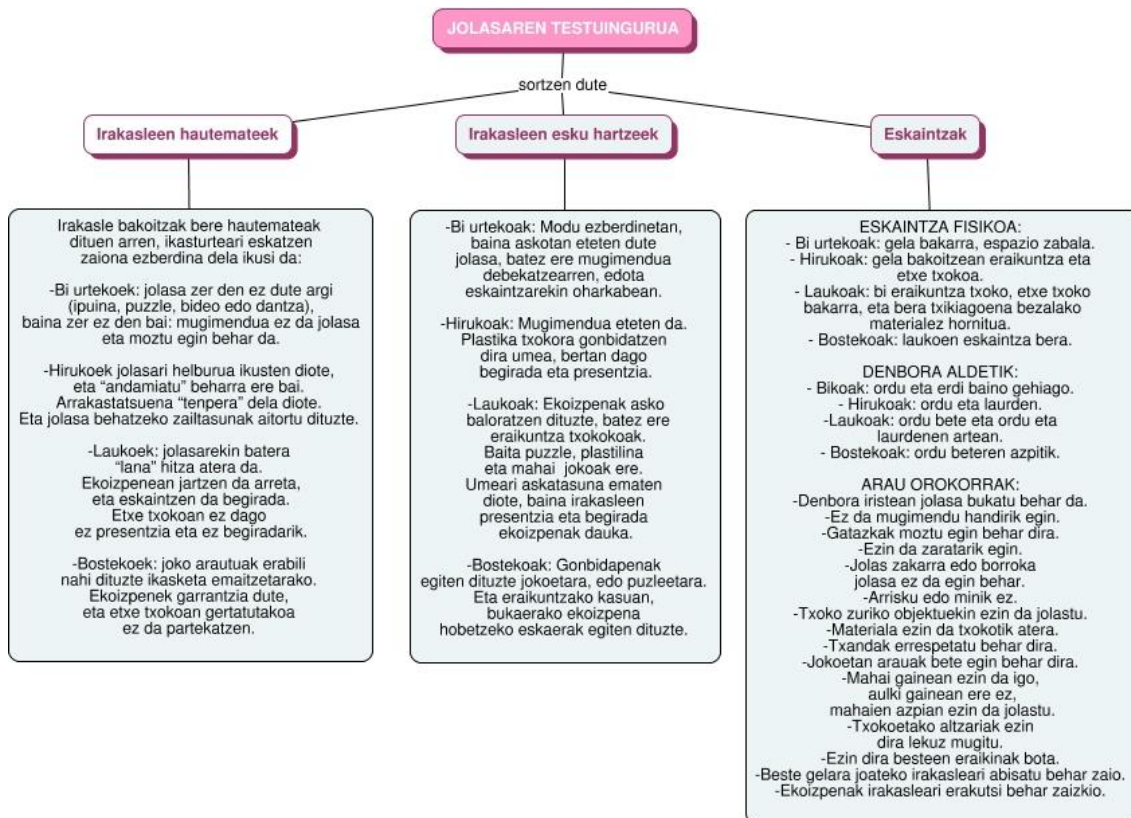 JOLASAREN TESTUINGURUA
sortzen dute
Irakasleen hautemateek
Irakasleen esku hartzeek
Eskaintzak
Irakasle bakoitzak bere hautemateak
dituen arren, ikasturteari eskatzen
zaiona ezberdina dela ikusi da:
-Bi urtekoek: jolasa zer den ez dute argi
(ipuina, puzzle, bideo edo dantza),
baina zer ez den bai: mugimendua ez da jolasa
eta moztu egin behar da.
-Hirukoek jolasari helburua ikusten diote,
eta “andamiatu” beharra ere bai.
Arrakastatsuena “tenpera” dela diote.
Eta jolasa behatzeko zailtasunak aitortu dituzte.
-Laukoek: jolasarekin batera
“lana” hitza atera da.
Ekoizpenean jartzen da arreta,
eta eskaintzen da begirada.
Etxe txokoan ez dago
ez presentzia eta ez begiradarik.
-Bostekoek: joko arautuak erabili
nahi dituzte ikasketa emaitzetarako.
Ekoizpenek garrantzia dute,
eta etxe txokoan gertatutakoa
ez da partekatzen.
-Bi urtekoak: Modu ezberdinetan,
baina askotan eteten dute
jolasa, batez ere mugimendua
debekatzearren, edota
eskaintzarekin oharkabean.
-Hirukoak: Mugimendua eteten da.
Plastika txokora gonbidatzen
dira umea, bertan dago
begirada eta presentzia.
-Laukoak: Ekoizpenak asko
baloratzen dituzte, batez ere
eraikuntza txokokoak.
Baita puzzle, plastilina
eta mahai jokoak ere.
Umeari askatasuna ematen
diote, baina irakasleen
presentzia eta begirada
ekoizpenak dauka.
-Bostekoak: Gonbidapenak
egiten dituzte jokoetara, edo puzleetara.
Eta eraikuntzako kasuan,
bukaerako ekoizpena
hobetzeko eskaerak egiten dituzte.
ESKAINTZA FISIKOA:
- Bi urtekoak: gela bakarra, espazio zabala.
- Hirukoak: gela bakoitzean eraikuntza eta
etxe txokoa.
- Laukoak: bi eraikuntza txoko, etxe txoko
bakarra, eta bera txikiagoena bezalako
materialez hornitua.
- Bostekoak: laukoen eskaintza bera.
DENBORA ALDETIK:
- Bikoak: ordu eta erdi baino gehiago.
- Hirukoak: ordu eta laurden.
-Laukoak: ordu bete eta ordu eta
laurdenen artean.
- Bostekoak: ordu beteren azpitik.
ARAU OROKORRAK:
-Denbora iristean jolasa bukatu behar da.
-Ez da mugimendu handirik egin.
-Gatazkak moztu egin behar dira.
-Ezin da zaratarik egin.
-Jolas zakarra edo borroka
jolasa ez da egin behar.
-Arrisku edo minik ez.
-Txoko zuriko objektuekin ezin da jolastu.
-Materiala ezin da txokotik atera.
-Txandak errespetatu behar dira.
-Jokoetan arauak bete egin behar dira.
-Mahai gainean ezin da igo,
aulki gainean ere ez,
mahaien azpian ezin da jolastu.
-Txokoetako altzariak ezin
dira lekuz mugitu.
-Ezin dira besteen eraikinak bota.
-Beste gelara joateko irakasleari abisatu behar zaio.
-Ekoizpenak irakasleari erakutsi behar zaizkio.